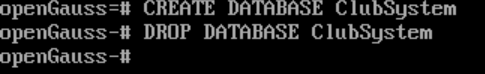 openGauss=# CREATE DATABASE ClubSystem
openGauss-# DROP DATABASE ClubSystem
openGauss-#